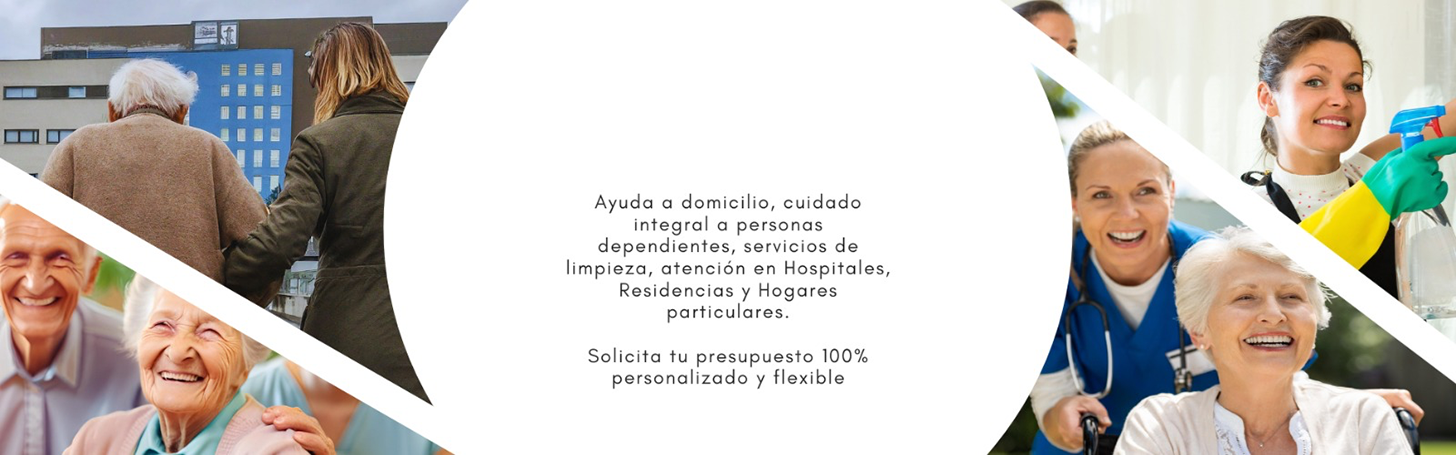 Ayuda a domicilio, cuidado
integral a personas
dependientes, servicios de
limpieza, atención en Hospitales,
Residencias y Hogares
particulares.
Solicita tu presupuesto 100%
personalizado y flexible